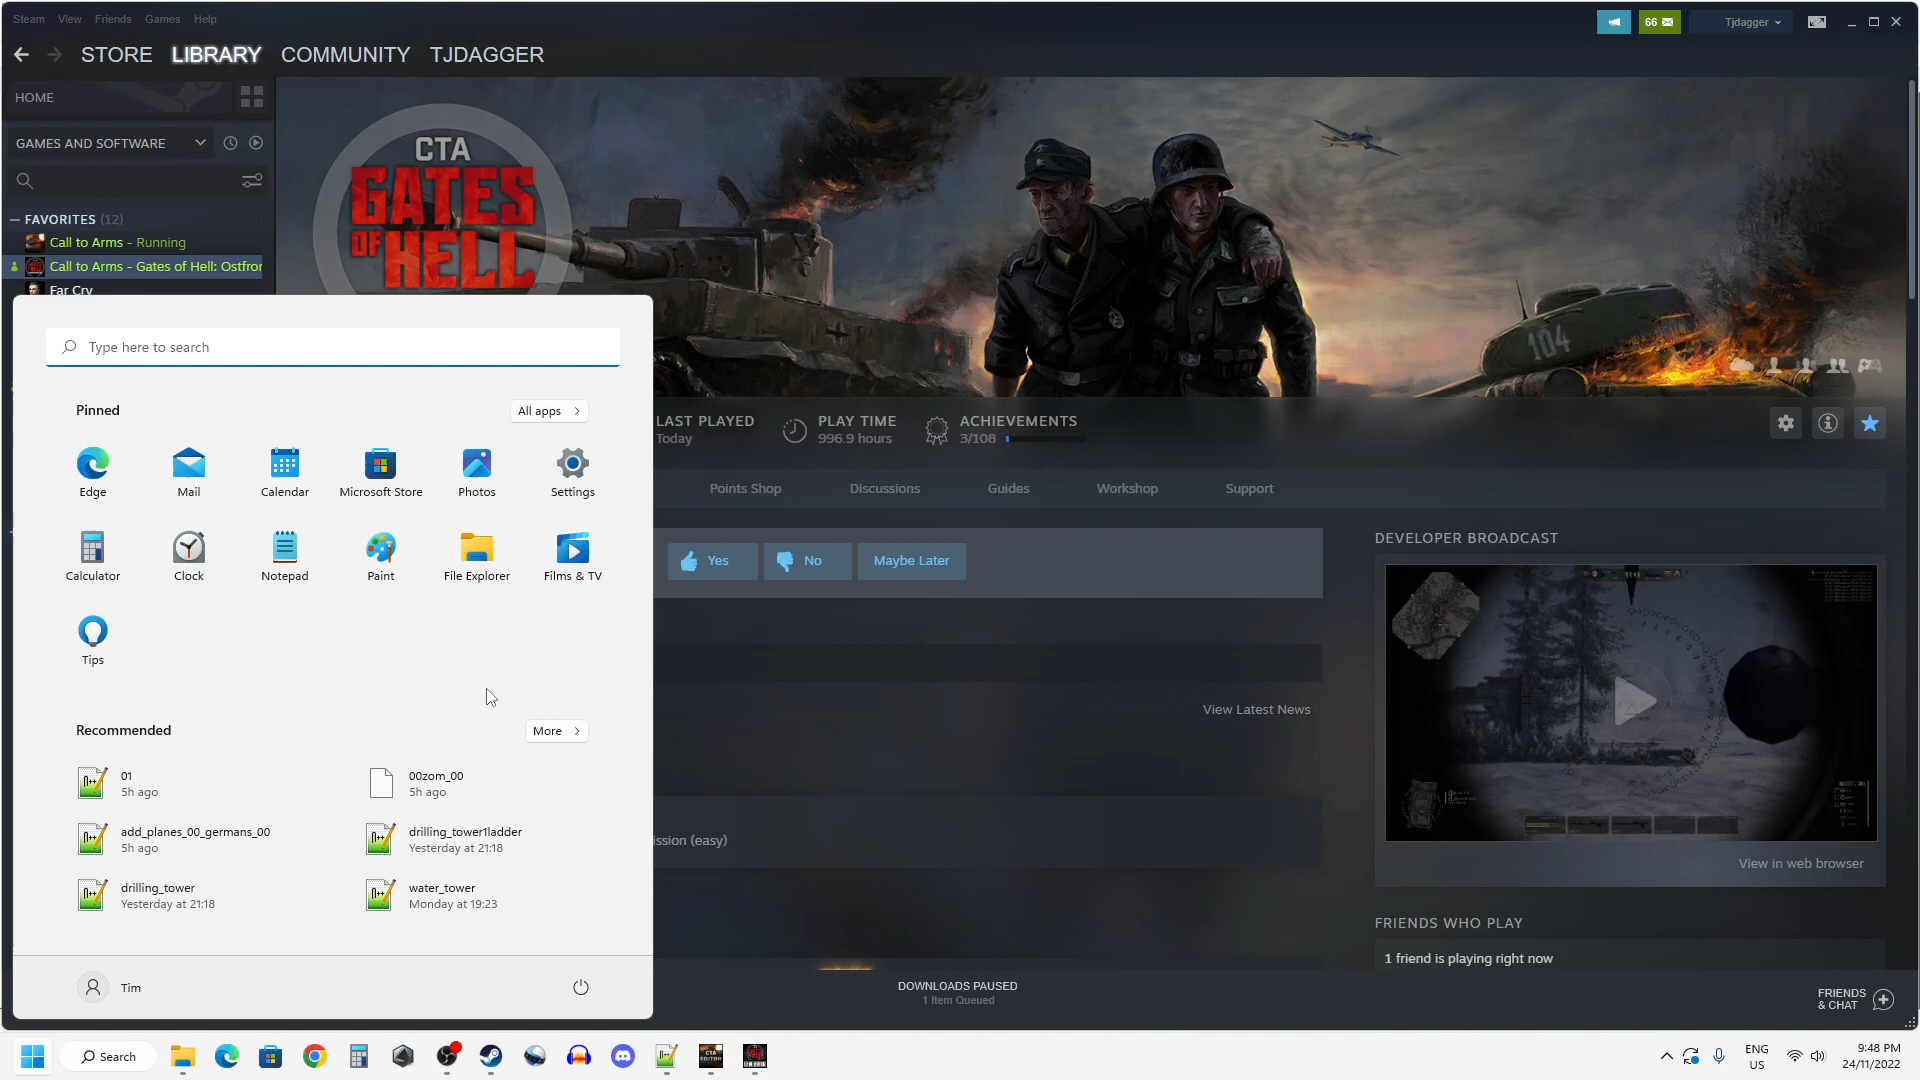 Steam View Friends Games Help
66
Tjdagger
STORE LIBRARY COMMUNITY TJDAGGER
HOME
GAMES AND SOFTWARE
FAVORITES (12)
Call to Arms - Running
Call to Arms - Gates of Hell: Ostfror
Far Cry
CTA
GATES
OF HELL
104
Type here to search
Pinned
All apps >
Edge
Mail
Calendar
Microsoft Store
Photos
Settings
Calculator
Clock
Notepad
Paint
File Explorer
Films & TV
Tips
Recommended
More >
01
5h ago
00zom_00
5h ago
add_planes_00_germans_00
5h ago
drilling_tower1ladder
Yesterday at 21:18
drilling_tower
Yesterday at 21:18
water_tower
Monday at 19:23
Tim
LAST PLAYED
Today
PLAY TIME
996.9 hours
ACHIEVEMENTS
3/108
Points Shop
Discussions
Guides
Workshop
Support
Yes
No
Maybe Later
View Latest News
ission (easy)
DEVELOPER BROADCAST
View in web browser
FRIENDS WHO PLAY
1 friend is playing right now
DOWNLOADS PAUSED
1 Item Queued
FRIENDS
& CHAT
Search
CTA
EDITOR
ENG
US
9:48 PM
24/11/2022